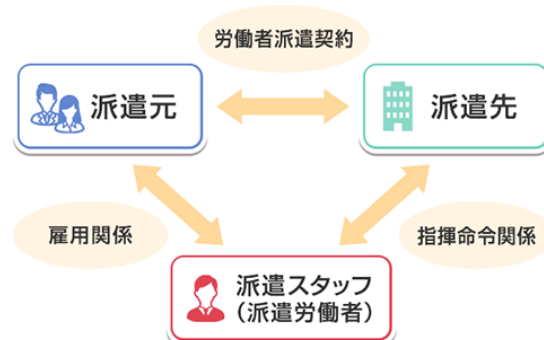 労働者派遣契約
派遣元
派遣先
雇用関係
指揮命令関係
派遣スタッフ
（派遣労働者）